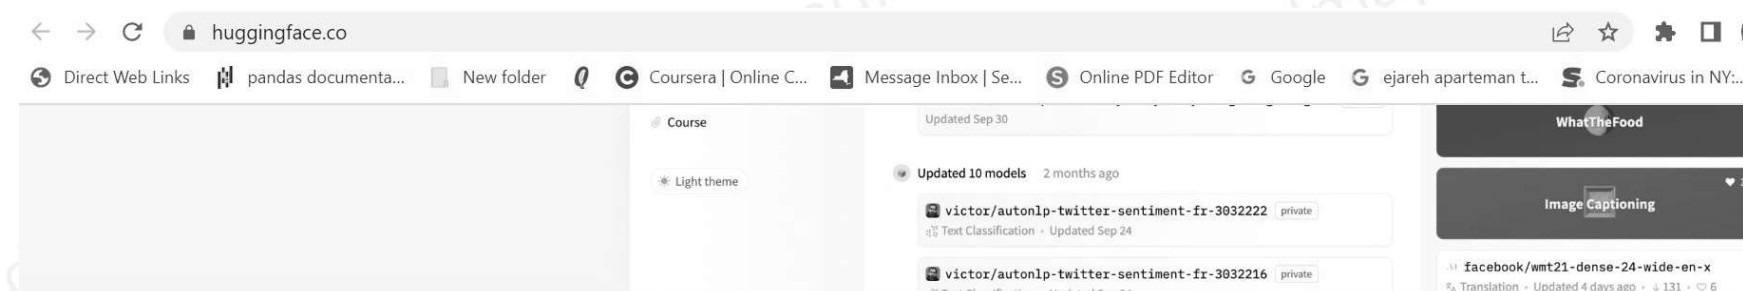 huggingface.co
Direct Web Links pandas documenta... New folder Coursera | Online C... Message Inbox | Se... Online PDF Editor Google ejareh aparteman t... Coronavirus in NY:...
Course
Light theme
Updated Sep 30
Updated 10 models 2 months ago
victor/autonlp-twitter-sentiment-fr-3032222 private
Text Classification • Updated Sep 24
victor/autonlp-twitter-sentiment-fr-3032216 private
WhatTheFood
Image Captioning
facebook/wmt21-dense-24-wide-en-x
Translation • Updated 4 days ago • ↓ 131 • ♡ 6